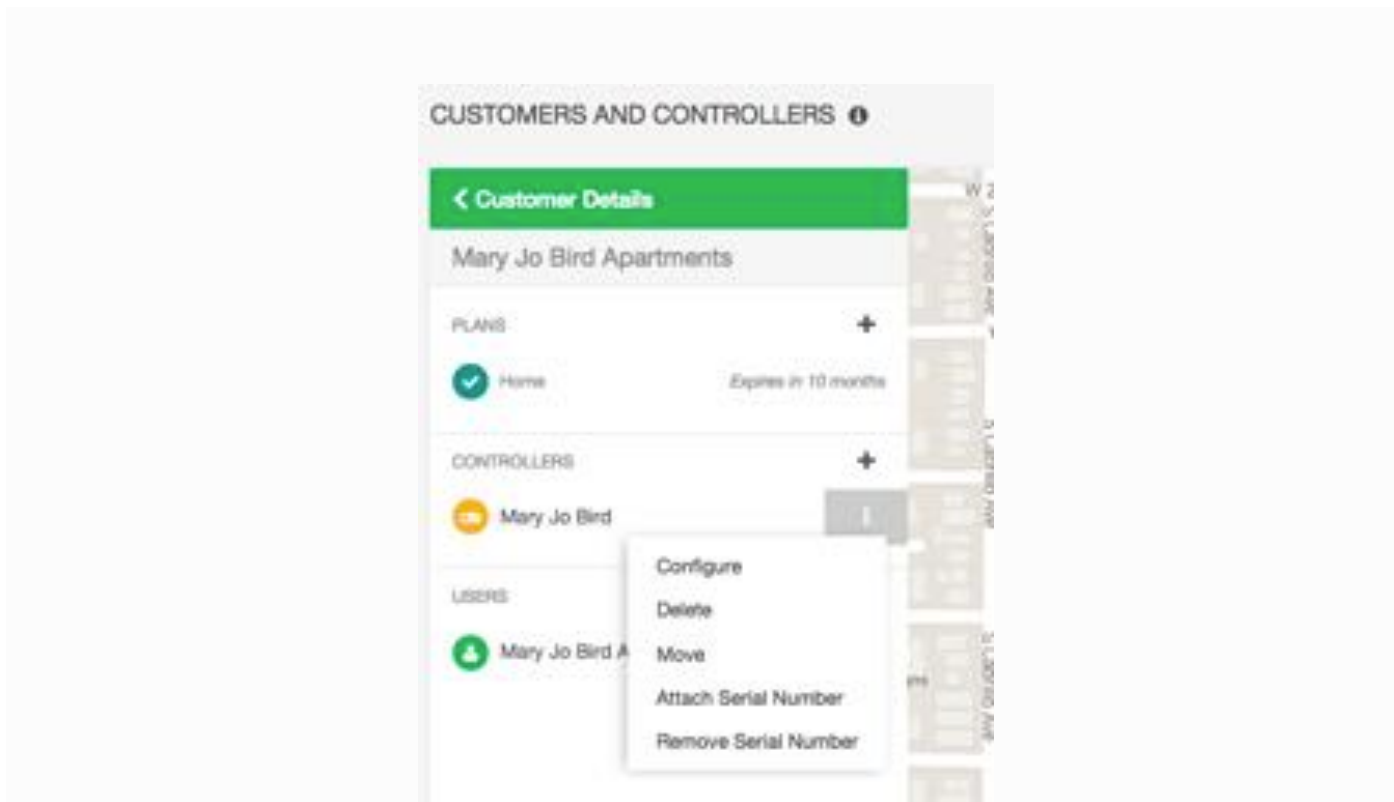 CUSTOMERS AND CONTROLLERS
Customer Details
Mary Jo Bird Apartments
PLANS
Home Expires in 10 months
CONTROLLERS
Mary Jo Bird
Configure
USERS
Delete
Mary Jo Bird A
Move
Attach Serial Number
Remove Serial Number